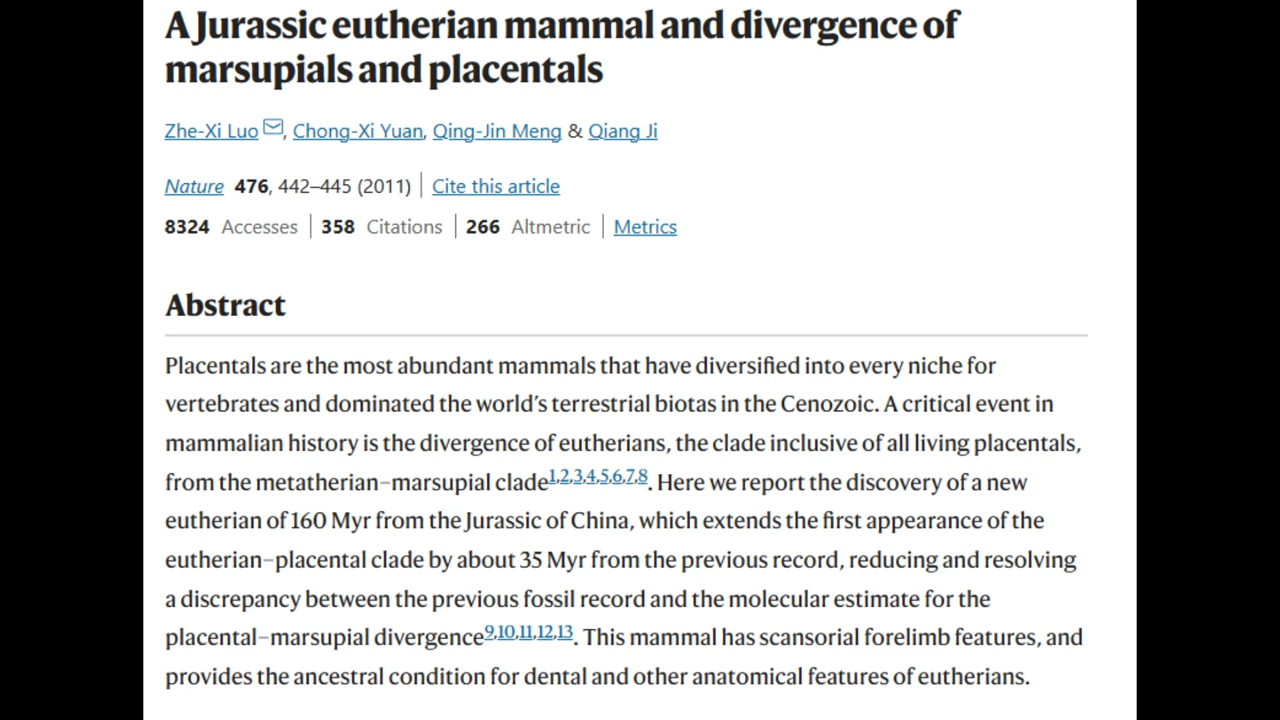 A Jurassic eutherian mammal and divergence of
marsupials and placentals
Zhe-Xi Luo, Chong-Xi Yuan, Qing-Jin Meng & Qiang Ji
Nature 476, 442–445 (2011) | Cite this article
8324 Accesses | 358 Citations | 266 Altmetric | Metrics
Abstract
Placentals are the most abundant mammals that have diversified into every niche for
vertebrates and dominated the world’s terrestrial biotas in the Cenozoic. A critical event in
mammalian history is the divergence of eutherians, the clade inclusive of all living placentals,
from the metatherian–marsupial clade1,2,3,4,5,6,7,8. Here we report the discovery of a new
eutherian of 160 Myr from the Jurassic of China, which extends the first appearance of the
eutherian–placental clade by about 35 Myr from the previous record, reducing and resolving
a discrepancy between the previous fossil record and the molecular estimate for the
placental–marsupial divergence9,10,11,12,13. This mammal has scansorial forelimb features, and
provides the ancestral condition for dental and other anatomical features of eutherians.